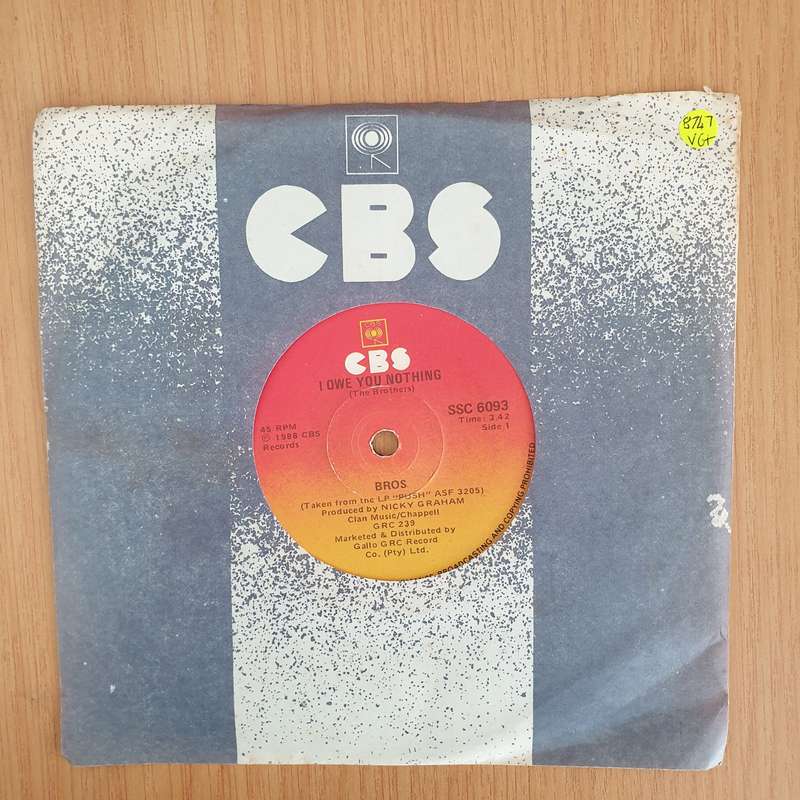 8747
VG+
CBS
CBS
I OWE YOU NOTHING
(The Brothers)
SSC 6093
Time: 3.42
Side 1
45 RPM
℗ 1988 CBS
Records
BROS
(Taken from the LP "PUSH" ASF 3205)
Produced by NICKY GRAHAM
Clan Music/Chappell
GRC 239
Marketed & Distributed by
Gallo GRC Record
Co. (Pty) Ltd.
BROADCASTING AND COPYING PROHIBITED